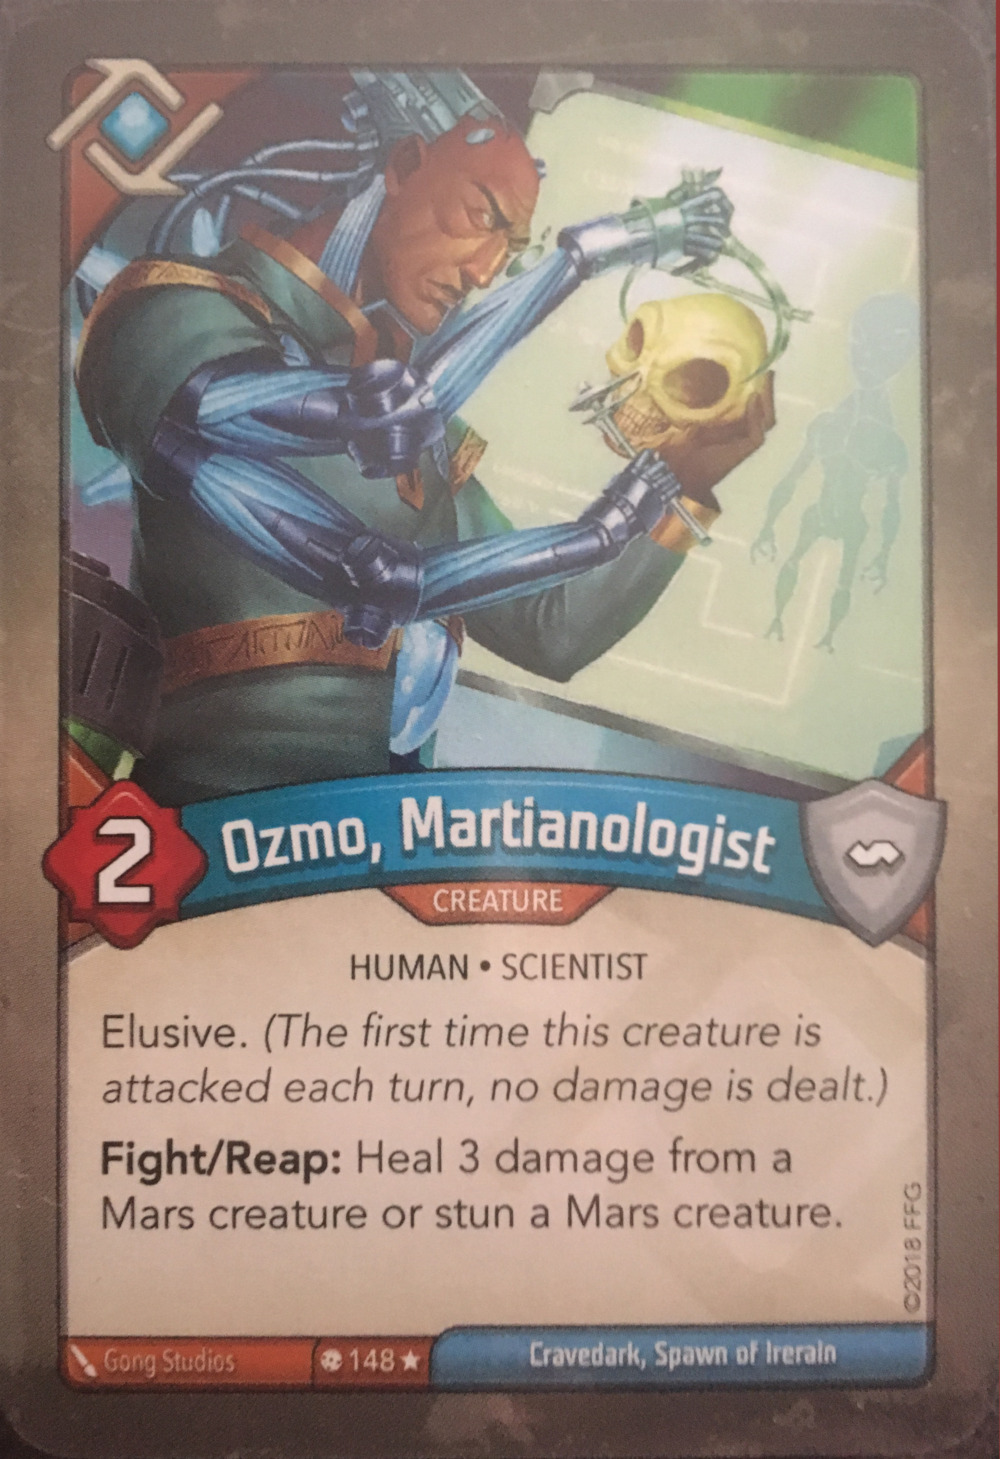 2
Ozmo, Martianologist
CREATURE
HUMAN • SCIENTIST
Elusive. (The first time this creature is
attacked each turn, no damage is dealt.)
Fight/Reap: Heal 3 damage from a
Mars creature or stun a Mars creature.
©2018 FFG
Gong Studios
148 ★
Cravedark, Spawn of Irerain